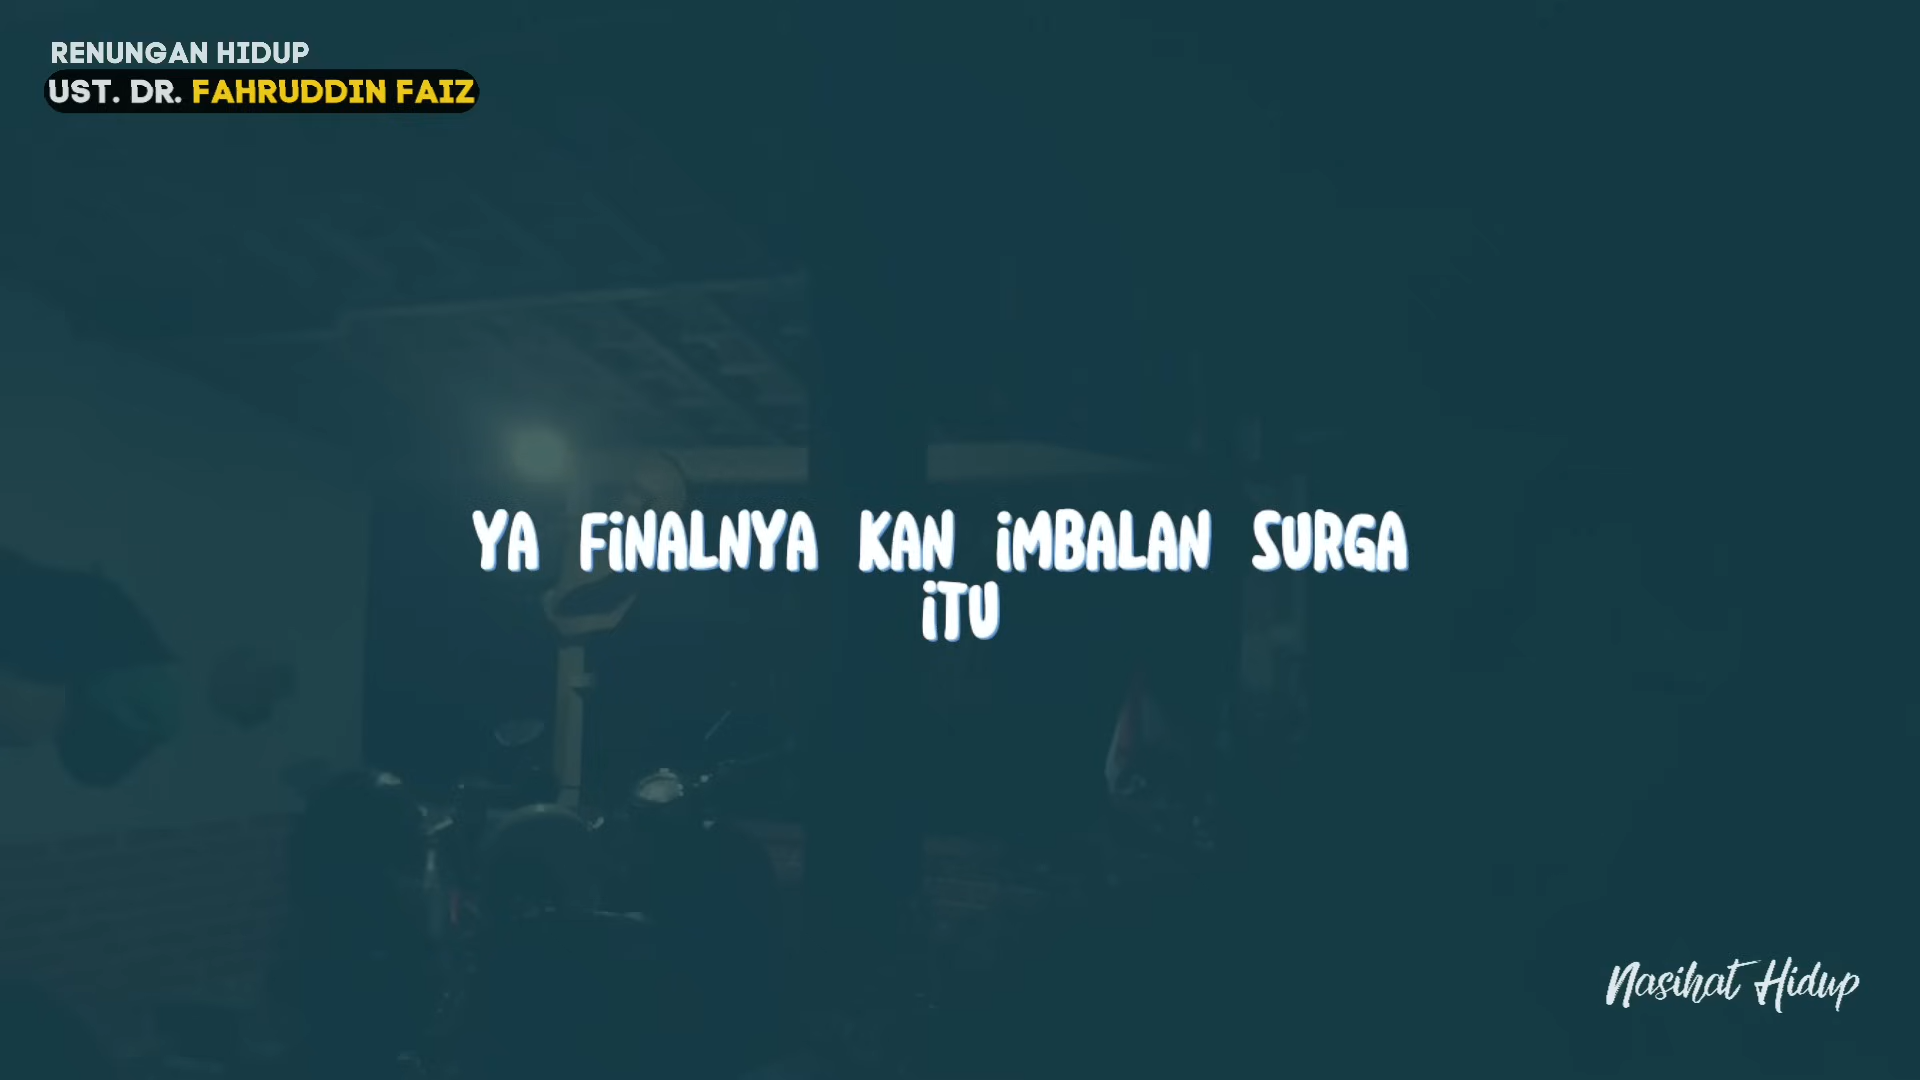 RENUNGAN HIDUP
UST. DR. FAHRUDDIN FAIZ
YA FINALNYA KAN IMBALAN SURGA
ITU
Nasihat Hidup